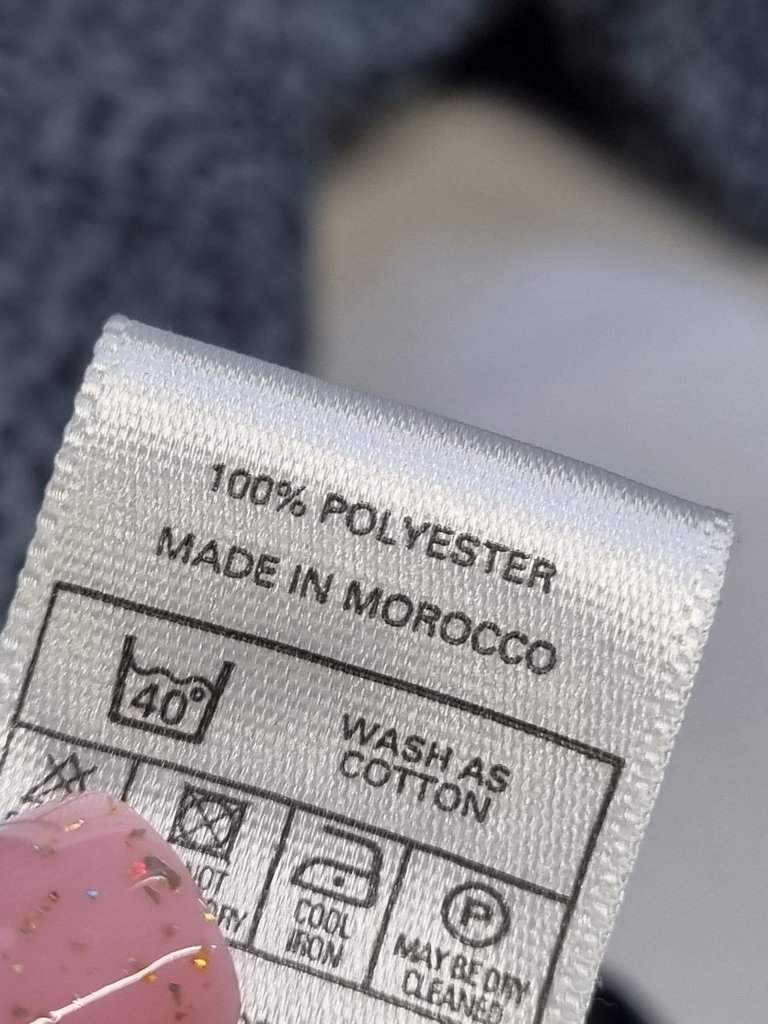 100% POLYESTER
MADE IN MOROCCO
40°
WASH AS
COTTON
COOL
IRON
P
MAY BE DRY
CLEANED